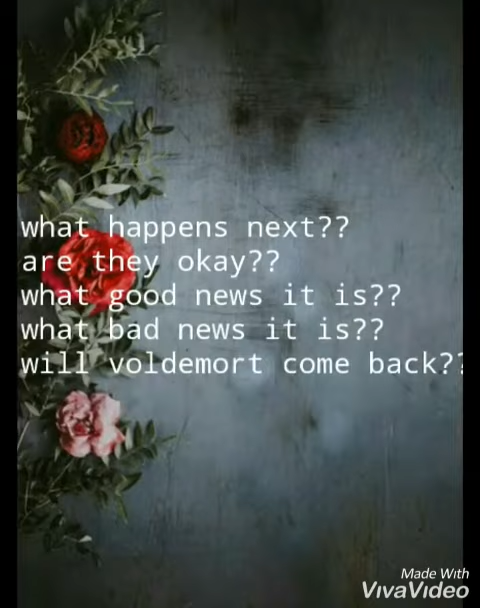 what happens next??
are they okay??
what good news it is??
what bad news it is??
will voldemort come back??
Made With
VivaVideo